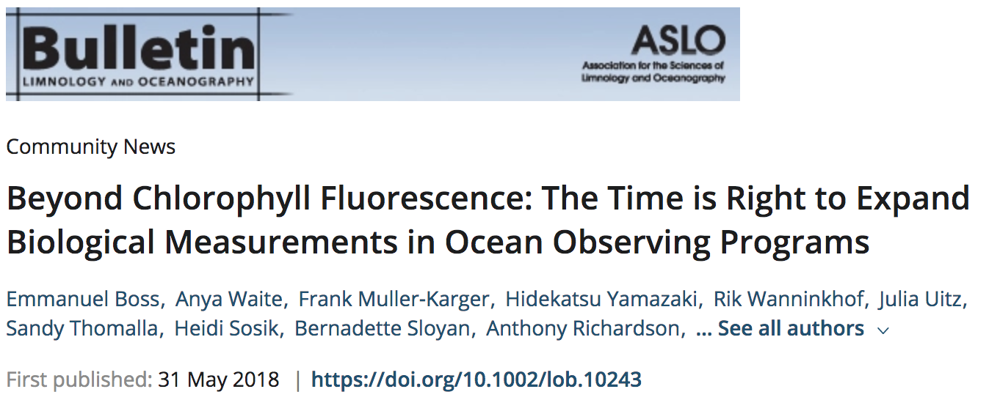 Bulletin
LIMNOLOGY AND OCEANOGRAPHY
ASLO
Association for the Sciences of
Limnology and Oceanography
Community News
Beyond Chlorophyll Fluorescence: The Time is Right to Expand
Biological Measurements in Ocean Observing Programs
Emmanuel Boss, Anya Waite, Frank Muller-Karger, Hidekatsu Yamazaki, Rik Wanninkhof, Julia Uitz,
Sandy Thomalla, Heidi Sosik, Bernadette Sloyan, Anthony Richardson, ... See all authors
First published: 31 May 2018 | https://doi.org/10.1002/lob.10243